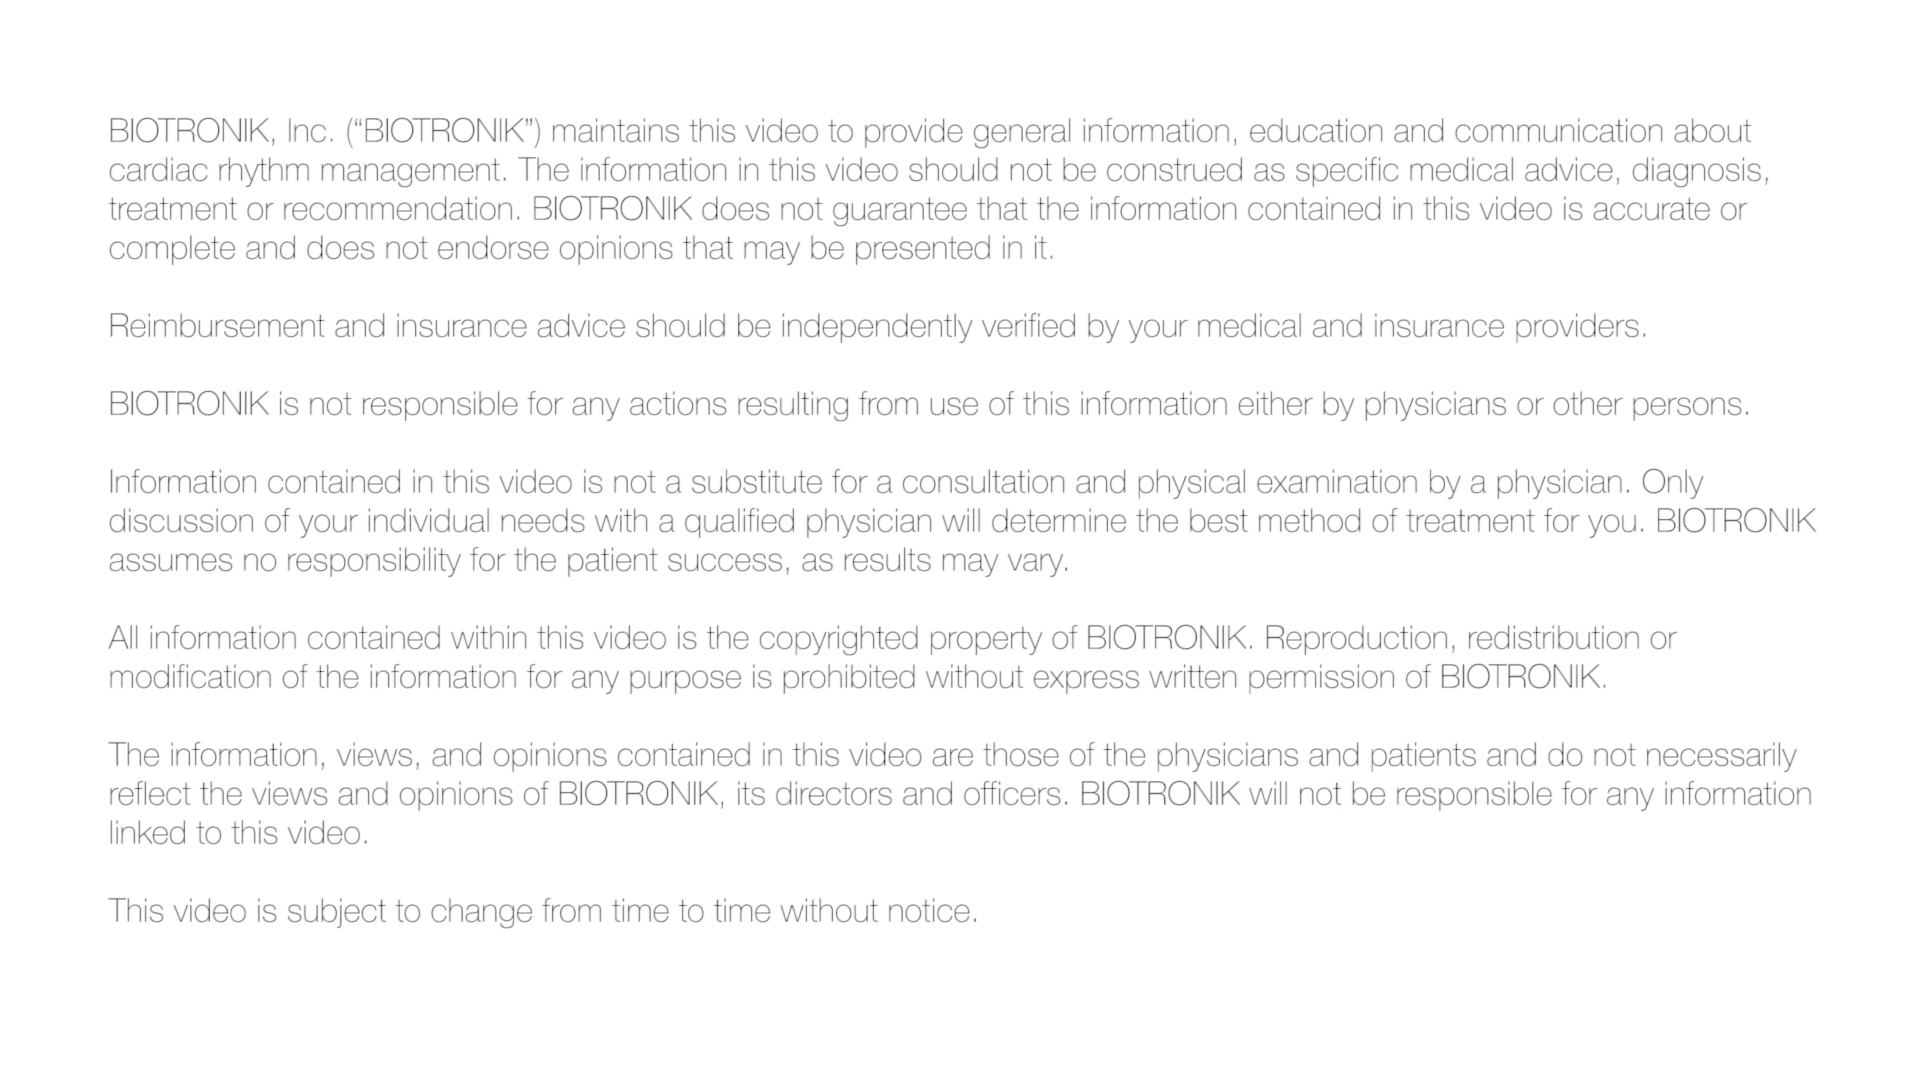 BIOTRONIK, Inc. (“BIOTRONIK”) maintains this video to provide general information, education and communication about
cardiac rhythm management. The information in this video should not be construed as specific medical advice, diagnosis,
treatment or recommendation. BIOTRONIK does not guarantee that the information contained in this video is accurate or
complete and does not endorse opinions that may be presented in it.
Reimbursement and insurance advice should be independently verified by your medical and insurance providers.
BIOTRONIK is not responsible for any actions resulting from use of this information either by physicians or other persons.
Information contained in this video is not a substitute for a consultation and physical examination by a physician. Only
discussion of your individual needs with a qualified physician will determine the best method of treatment for you. BIOTRONIK
assumes no responsibility for the patient success, as results may vary.
All information contained within this video is the copyrighted property of BIOTRONIK. Reproduction, redistribution or
modification of the information for any purpose is prohibited without express written permission of BIOTRONIK.
The information, views, and opinions contained in this video are those of the physicians and patients and do not necessarily
reflect the views and opinions of BIOTRONIK, its directors and officers. BIOTRONIK will not be responsible for any information
linked to this video.
This video is subject to change from time to time without notice.